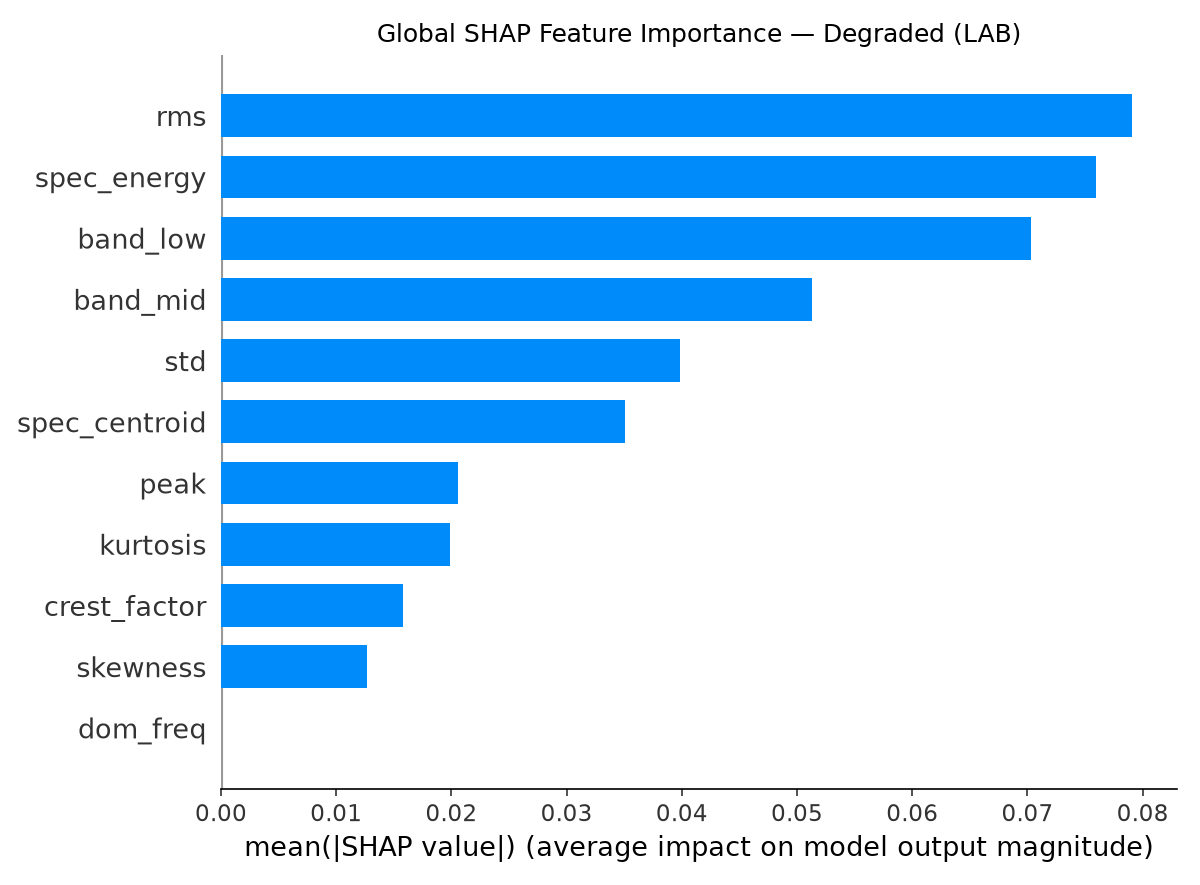 Global SHAP Feature Importance — Degraded (LAB)
rms
spec_energy
band_low
band_mid
std
spec_centroid
peak
kurtosis
crest_factor
skewness
dom_freq
0.00 0.01 0.02 0.03 0.04 0.05 0.06 0.07 0.08
mean(|SHAP value|) (average impact on model output magnitude)